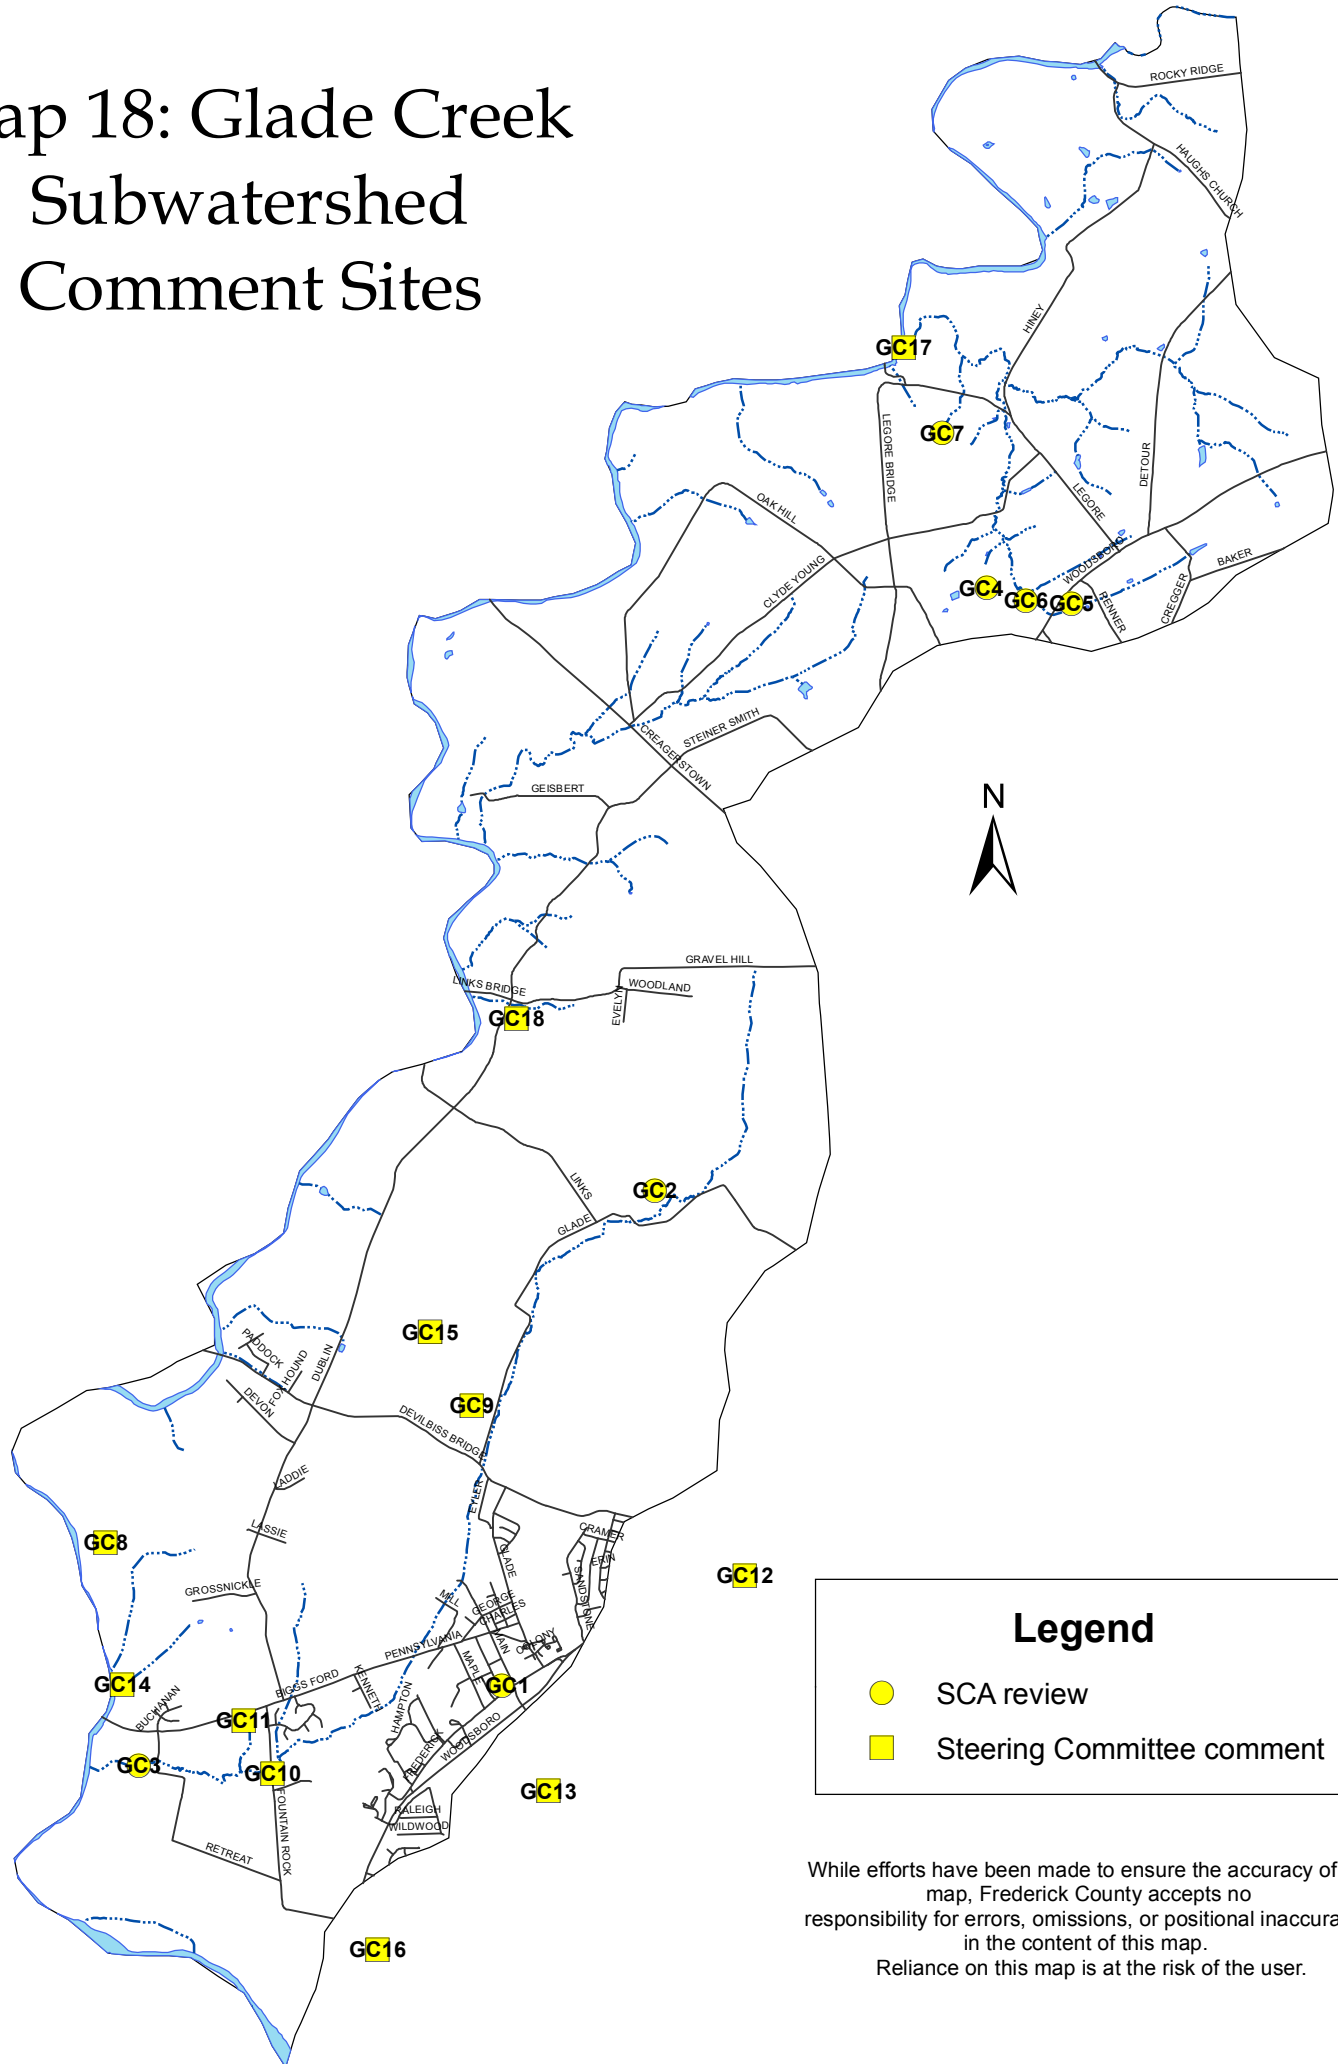 ap 18: Glade Creek
Subwatershed
Comment Sites
ROCKY RIDGE
HAUGHS CHURCH
HINEY
GC17
GC7
LEGORE BRIDGE
DETOUR
LEGORE
OAK HILL
WOODSBORO
BAKER
CLYDE YOUNG
GC4
GC6
GC5
RENNER
CREGGER
STEINER SMITH
CREAGERSTOWN
GEISBERT
N
GRAVEL HILL
LINKS BRIDGE
WOODLAND
EVELYN
GC18
LINKS
GC2
GLADE
GC15
PADDOCK
FOX HOUND
DUBLIN
DEVON
GC9
DEVILBISS BRIDGE
LADDIE
EYLER
LASSIE
CRAMER
GC8
GLADE
ERIN
GC12
SANDSTONE
GROSSNICKLE
MILL
GEORGE
CHARLES
MAIN
COLONY
PENNSYLVANIA
MAPLE
GC14
KENNETH
GC1
BIGGS FORD
BUCHANAN
HAMPTON
GC11
WOODSBORO
FREDERICK
GC3
GC10
GC13
FOUNTAIN ROCK
RALEIGH
WILDWOOD
RETREAT
GC16
Legend
SCA review
Steering Committee comment
While efforts have been made to ensure the accuracy of
map, Frederick County accepts no
responsibility for errors, omissions, or positional inaccura
in the content of this map.
Reliance on this map is at the risk of the user.